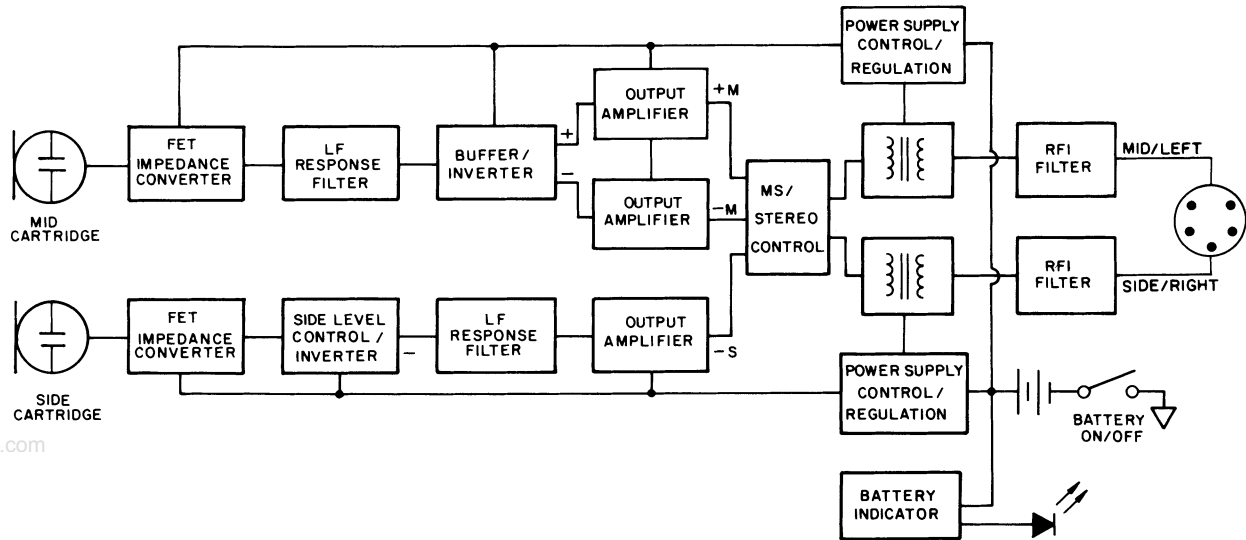 POWER SUPPLY
CONTROL/
REGULATION
FET
IMPEDANCE
CONVERTER
LF
RESPONSE
FILTER
BUFFER/
INVERTER
+
-
OUTPUT
AMPLIFIER
+M
OUTPUT
AMPLIFIER
-M
MS/
STEREO
CONTROL
RFI
FILTER
MID/LEFT
MID
CARTRIDGE
RFI
FILTER
SIDE/RIGHT
FET
IMPEDANCE
CONVERTER
SIDE LEVEL
CONTROL/
INVERTER
-
LF
RESPONSE
FILTER
OUTPUT
AMPLIFIER
-S
POWER SUPPLY
CONTROL/
REGULATION
BATTERY
ON/OFF
SIDE
CARTRIDGE
.com
BATTERY
INDICATOR